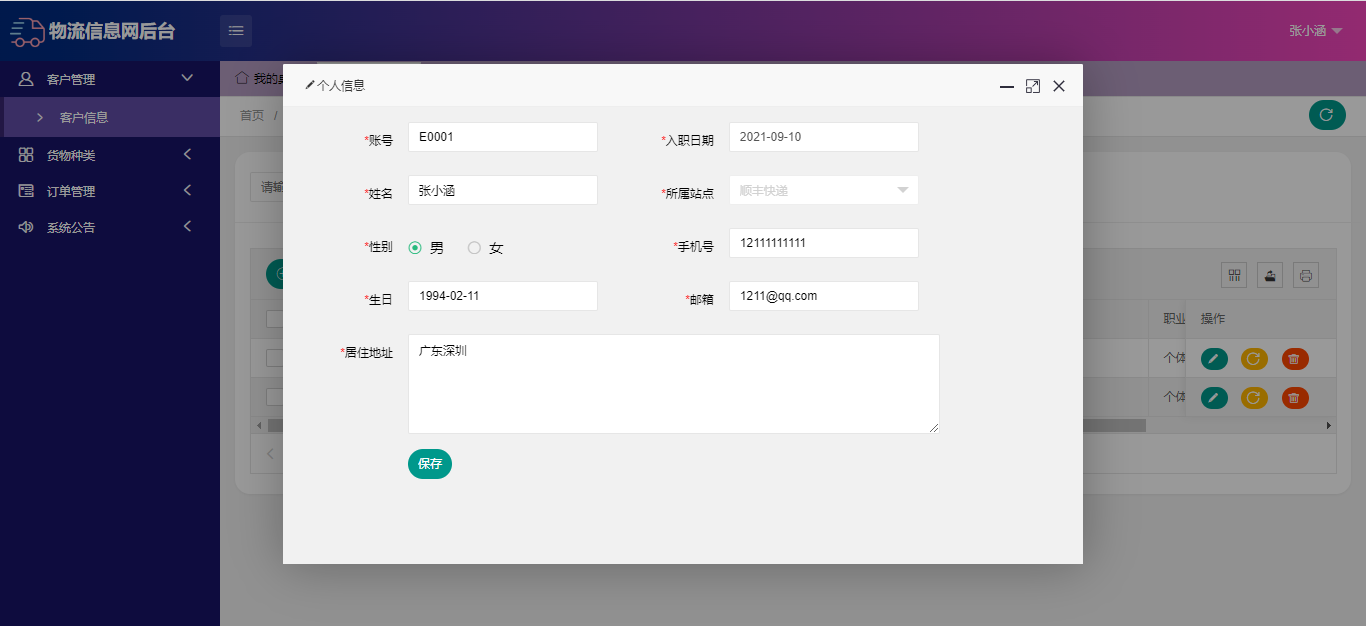 物流信息网后台
张小涵
客户管理
客户信息
货物种类
订单管理
系统公告
我的
首页 /
请输
个人信息
*账号 E0001 *入职日期 2021-09-10
*姓名 张小涵 *所属站点 顺丰快递
*性别 男 女 *手机号 12111111111
*生日 1994-02-11 *邮箱 1211@qq.com
*居住地址 广东深圳
保存
职业 操作
个体
个体